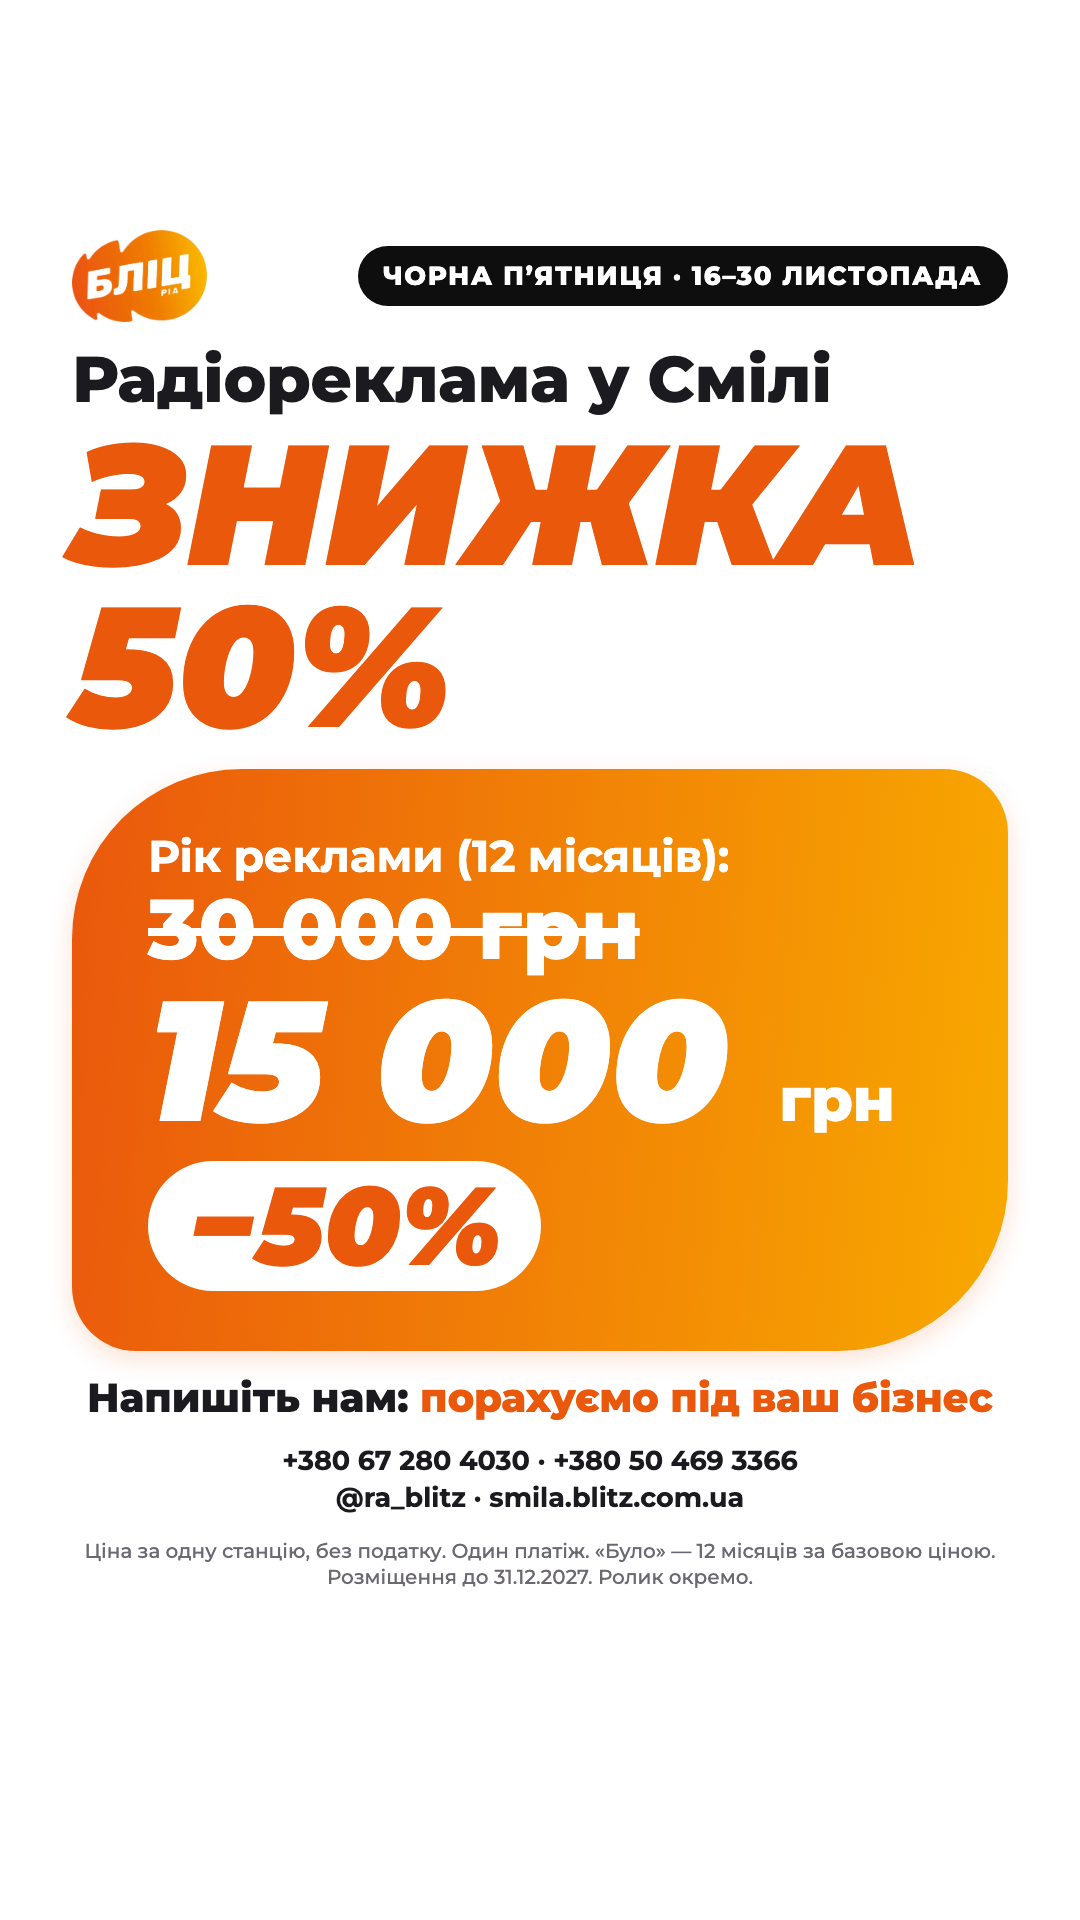 БЛІЦ
РІА
ЧОРНА П’ЯТНИЦЯ · 16–30 ЛИСТОПАДА
Радіореклама у Смілі
ЗНИЖКА
50%
Рік реклами (12 місяців):
30 000 грн
15 000 грн
–50%
Напишіть нам: порахуємо під ваш бізнес
+380 67 280 4030 · +380 50 469 3366
@ra_blitz · smila.blitz.com.ua
Ціна за одну станцію, без податку. Один платіж. «Було» — 12 місяців за базовою ціною.
Розміщення до 31.12.2027. Ролик окремо.